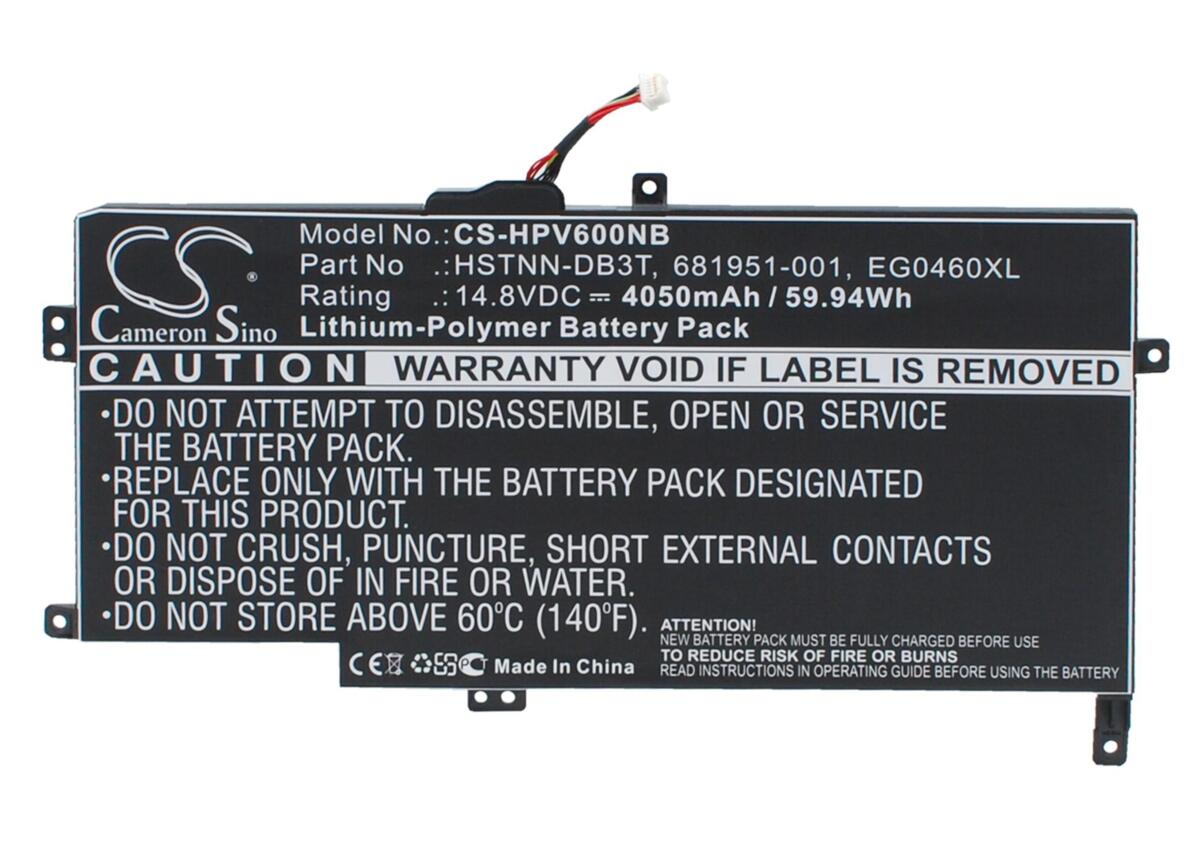 CS®
Cameron Sino
Model No.: CS-HPV600NB
Part No .: HSTNN-DB3T, 681951-001, EG0460XL
Rating .: 14.8VDC ⎓ 4050mAh / 59.94Wh
Lithium-Polymer Battery Pack
CAUTION WARRANTY VOID IF LABEL IS REMOVED
•DO NOT ATTEMPT TO DISASSEMBLE, OPEN OR SERVICE
THE BATTERY PACK.
•REPLACE ONLY WITH THE BATTERY PACK DESIGNATED
FOR THIS PRODUCT.
•DO NOT CRUSH, PUNCTURE, SHORT EXTERNAL CONTACTS
OR DISPOSE OF IN FIRE OR WATER.
•DO NOT STORE ABOVE 60°C (140°F).
CE Made In China
ATTENTION!
NEW BATTERY PACK MUST BE FULLY CHARGED BEFORE USE
TO REDUCE RISK OF FIRE OR BURNS
READ INSTRUCTIONS IN OPERATING GUIDE BEFORE USING THE BATTERY